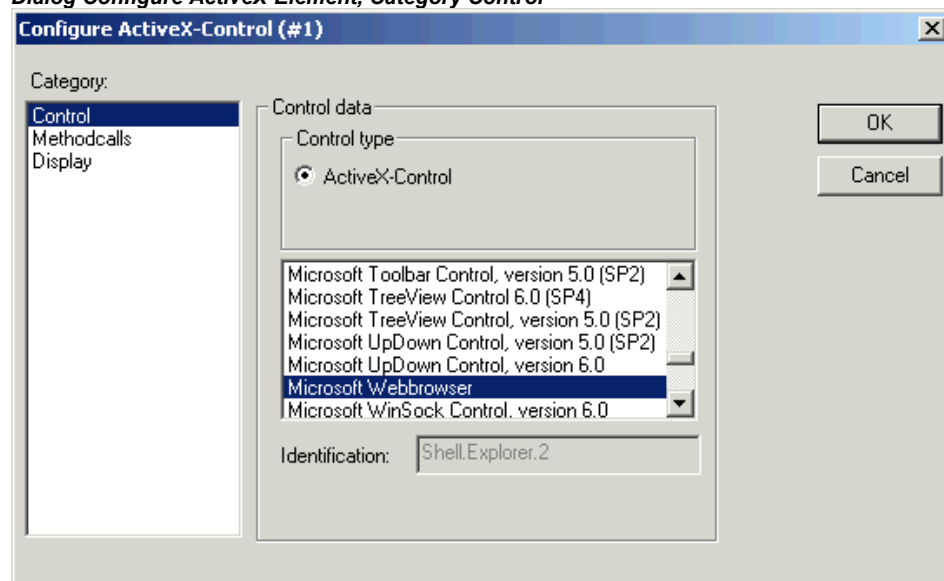 Dialog Configure ActiveX-Element, Category Control
Configure ActiveX-Control (#1)
Category:
Control
Methodcalls
Display
Control data
Control type
ActiveX-Control
Microsoft Toolbar Control, version 5.0 (SP2)
Microsoft TreeView Control 6.0 (SP4)
Microsoft TreeView Control, version 5.0 (SP2)
Microsoft UpDown Control, version 5.0 (SP2)
Microsoft UpDown Control, version 6.0
Microsoft Webbrowser
Microsoft WinSock Control, version 6.0
Identification:
Shell.Explorer.2
OK
Cancel